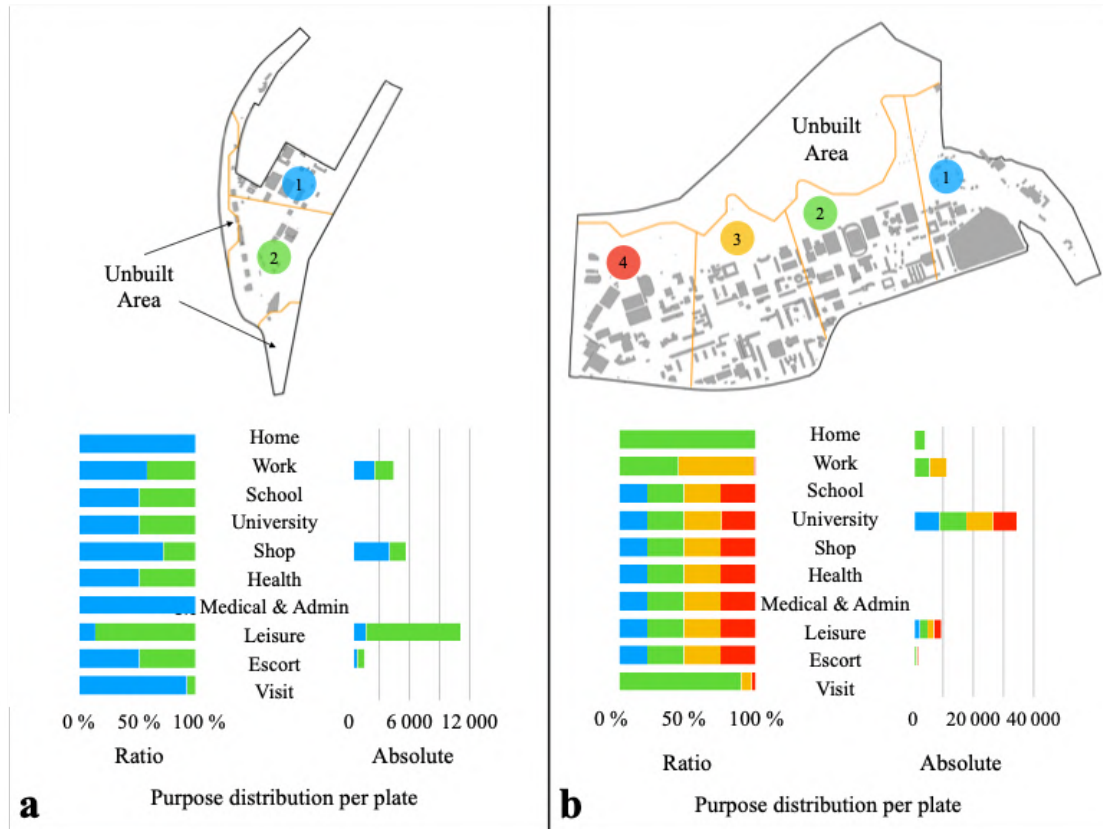 1
2
Unbuilt
Area
Home
Work
School
University
Shop
Health
Medical & Admin
Leisure
Escort
Visit
0 %
50 %
100 %
0
6 000
12 000
Ratio
Absolute
a
Purpose distribution per plate
Unbuilt
Area
1
2
3
4
Home
Work
School
University
Shop
Health
Medical & Admin
Leisure
Escort
Visit
0 %
50 %
100 %
0
20 000
40 000
Ratio
Absolute
b
Purpose distribution per plate